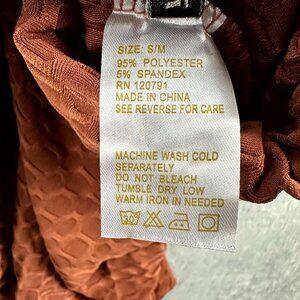 SIZE: S/M
95% POLYESTER
5% SPANDEX
RN 120791
MADE IN CHINA
SEE REVERSE FOR CARE
MACHINE WASH COLD
SEPARATELY
DO NOT BLEACH
TUMBLE DRY LOW
WARM IRON IN NEEDED